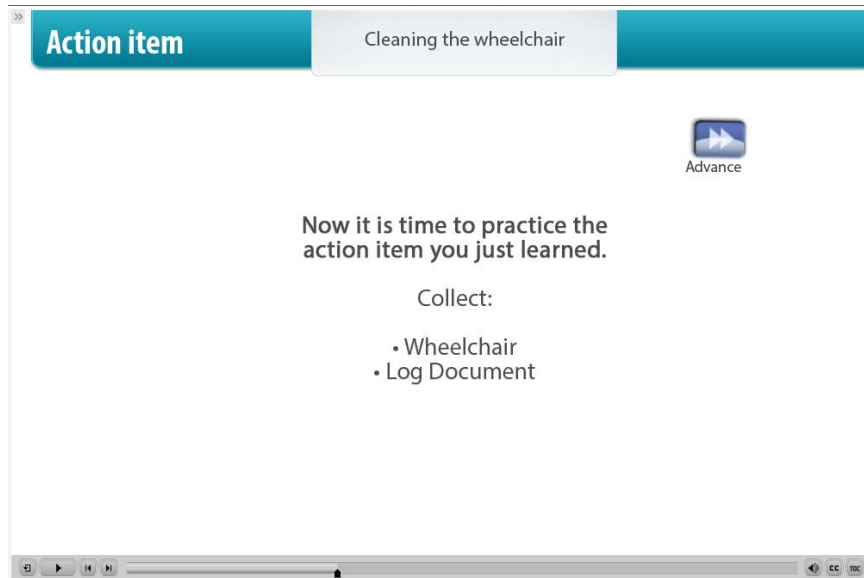 Action item
Cleaning the wheelchair
Advance
Now it is time to practice the
action item you just learned.
Collect:
• Wheelchair
• Log Document
CC
TOC